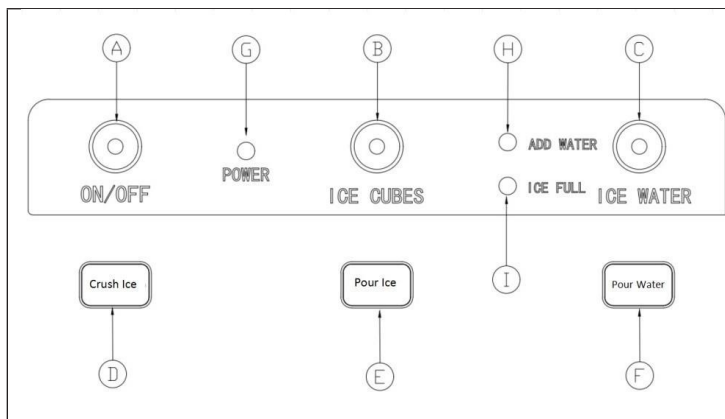 A G B H C
ADD WATER
POWER
ON/OFF ICE CUBES ICE FULL ICE WATER
Crush Ice Pour Ice Pour Water
I
D E F